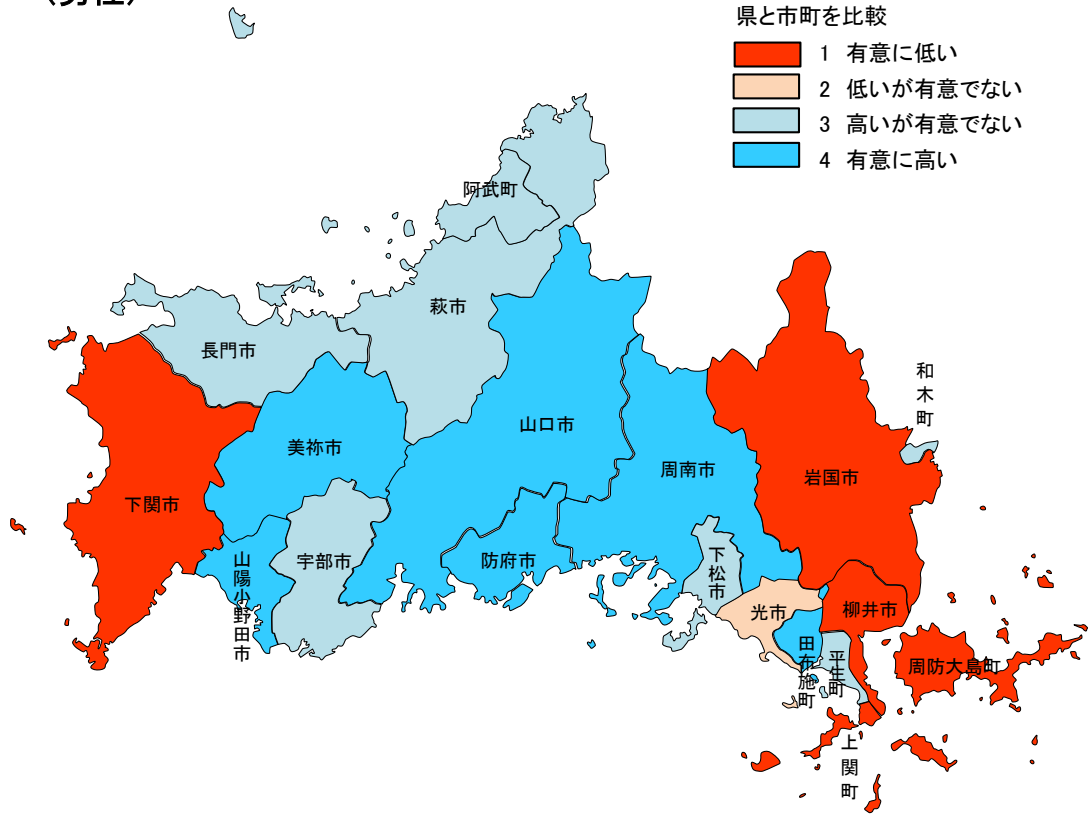 (男性)
県と市町を比較
1 有意に低い
2 低いが有意でない
3 高いが有意でない
4 有意に高い
阿武町
萩市
長門市
和木町
山口市
美祢市
周南市
岩国市
下関市
宇部市
防府市
下松市
山陽小野田市
光市
柳井市
田布施町
平生町
周防大島町
上関町